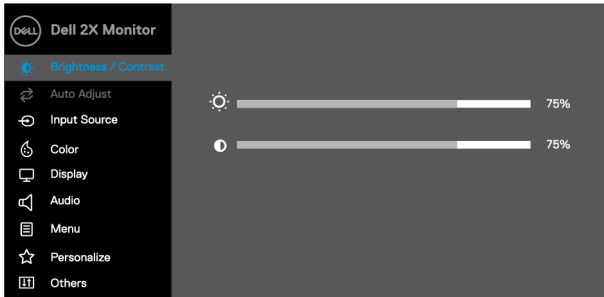 DELL Dell 2X Monitor
Brightness / Contrast
Auto Adjust
75%
Input Source
Color
75%
Display
Audio
Menu
Personalize
Others